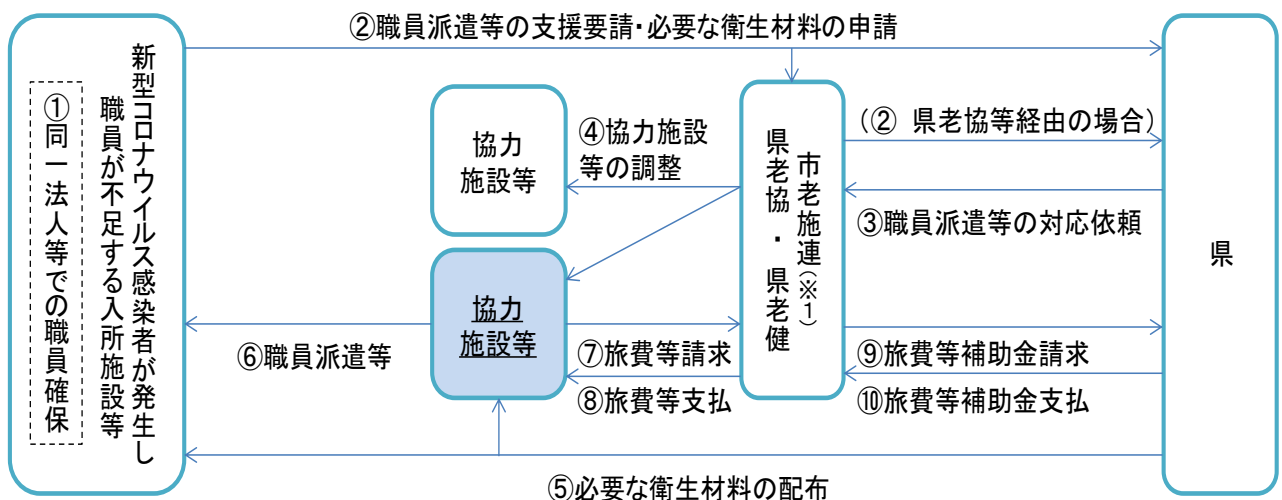 ②職員派遣等の支援要請・必要な衛生材料の申請
新型コロナウイルス感染者が発生し
職員が不足する入所施設等
①同一法人等での職員確保
協力
施設等
④協力施設
等の調整
市老施連(※1)
県老協・県老健
(② 県老協等経由の場合)
③職員派遣等の対応依頼
県
協力
施設等
⑥職員派遣等
⑦旅費等請求
⑧旅費等支払
⑨旅費等補助金請求
⑩旅費等補助金支払
⑤必要な衛生材料の配布